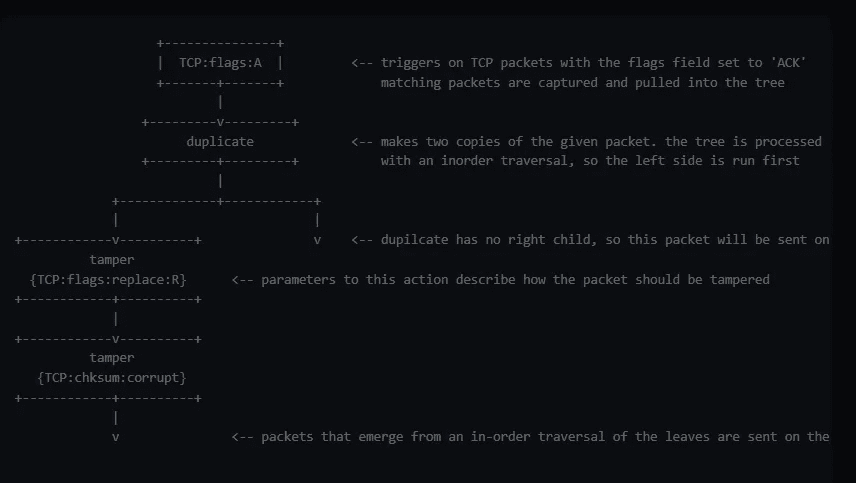 +---------------+
|  TCP:flags:A  |         <-- triggers on TCP packets with the flags field set to 'ACK'
+-------+-------+             matching packets are captured and pulled into the tree
|
+---------v---------+
duplicate             <-- makes two copies of the given packet. the tree is processed
+---------+---------+           with an inorder traversal, so the left side is run first
|
+-------------+------------+
|                          |
+------------v----------+               v    <-- dupilcate has no right child, so this packet will be sent on
tamper
{TCP:flags:replace:R}      <-- parameters to this action describe how the packet should be tampered
+------------+----------+
|
+------------v----------+
tamper
{TCP:chksum:corrupt}
+------------+----------+
|
v               <-- packets that emerge from an in-order traversal of the leaves are sent on the